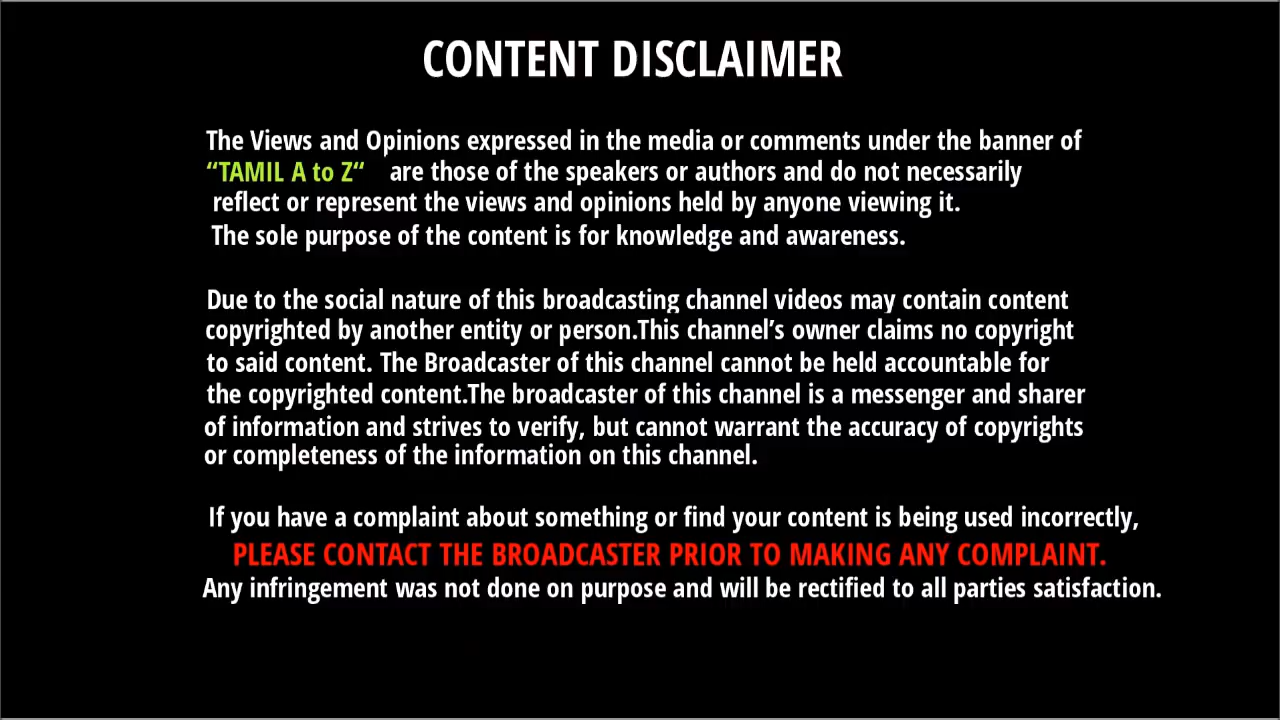 CONTENT DISCLAIMER
The Views and Opinions expressed in the media or comments under the banner of
“TAMIL A to Z“ are those of the speakers or authors and do not necessarily
reflect or represent the views and opinions held by anyone viewing it.
The sole purpose of the content is for knowledge and awareness.
Due to the social nature of this broadcasting channel videos may contain content
copyrighted by another entity or person.This channel’s owner claims no copyright
to said content. The Broadcaster of this channel cannot be held accountable for
the copyrighted content.The broadcaster of this channel is a messenger and sharer
of information and strives to verify, but cannot warrant the accuracy of copyrights
or completeness of the information on this channel.
If you have a complaint about something or find your content is being used incorrectly,
PLEASE CONTACT THE BROADCASTER PRIOR TO MAKING ANY COMPLAINT.
Any infringement was not done on purpose and will be rectified to all parties satisfaction.